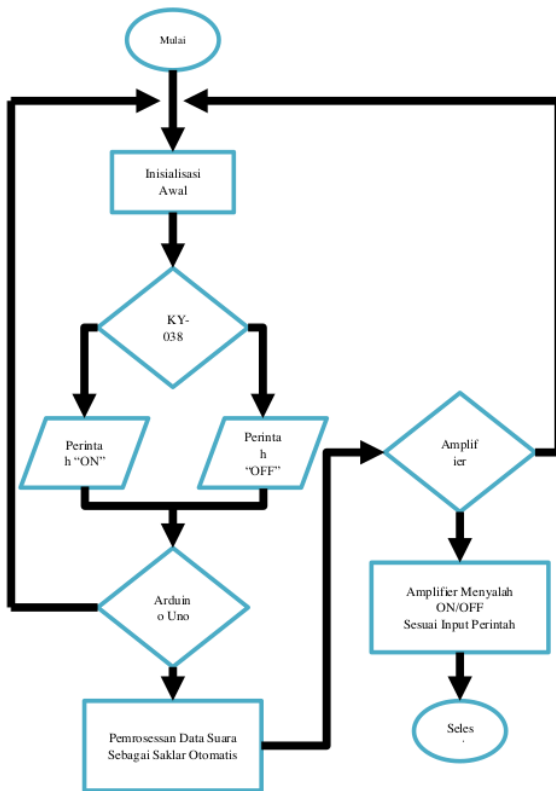 Mulai
Inisialisasi
Awal
KY-
038
Perinta
h “ON”
Perinta
h
“OFF”
Arduin
o Uno
Pemrosessan Data Suara
Sebagai Saklar Otomatis
Amplif
ier
Amplifier Menyalah
ON/OFF
Sesuai Input Perintah
Seles